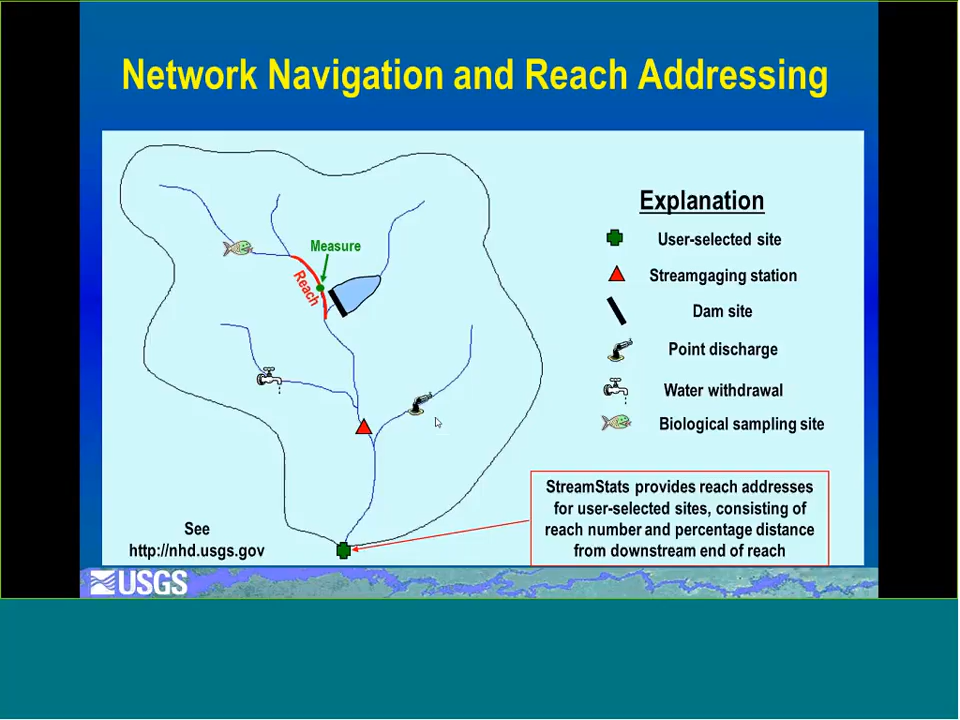 Network Navigation and Reach Addressing
Measure
Reach
Explanation
User-selected site
Streamgaging station
Dam site
Point discharge
Water withdrawal
Biological sampling site
StreamStats provides reach addresses
for user-selected sites, consisting of
reach number and percentage distance
from downstream end of reach
See
http://nhd.usgs.gov
USGS